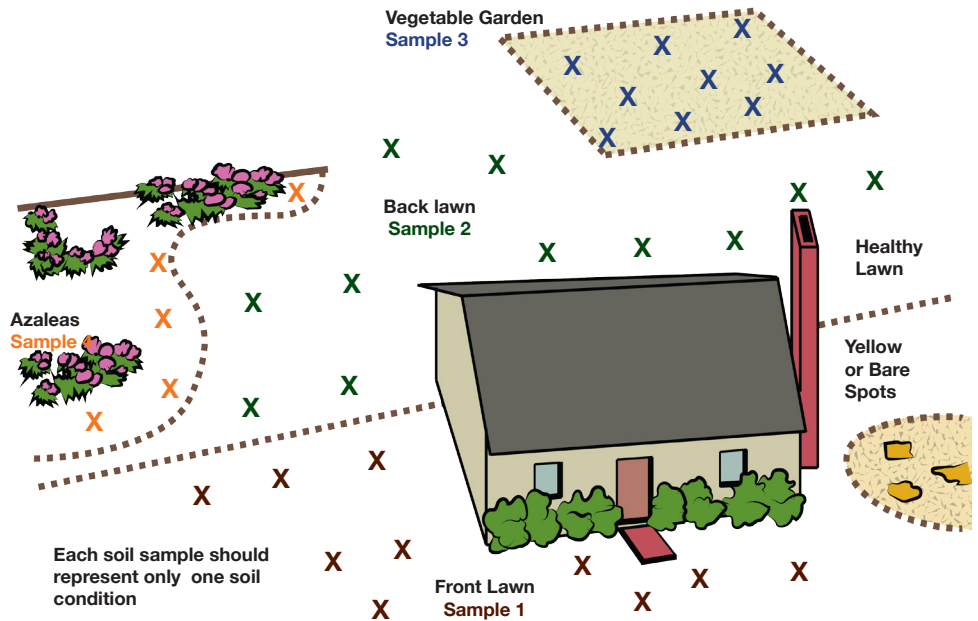 Vegetable Garden
Sample 3
X X X X X X X X X
X X
Back lawn
Sample 2
X X X X X X X X X
Healthy
Lawn
Azaleas
Sample 4
X X X X X
Yellow
or Bare
Spots
X X X
Each soil sample should
represent only one soil
condition
X X X X X X X
Front Lawn
Sample 1